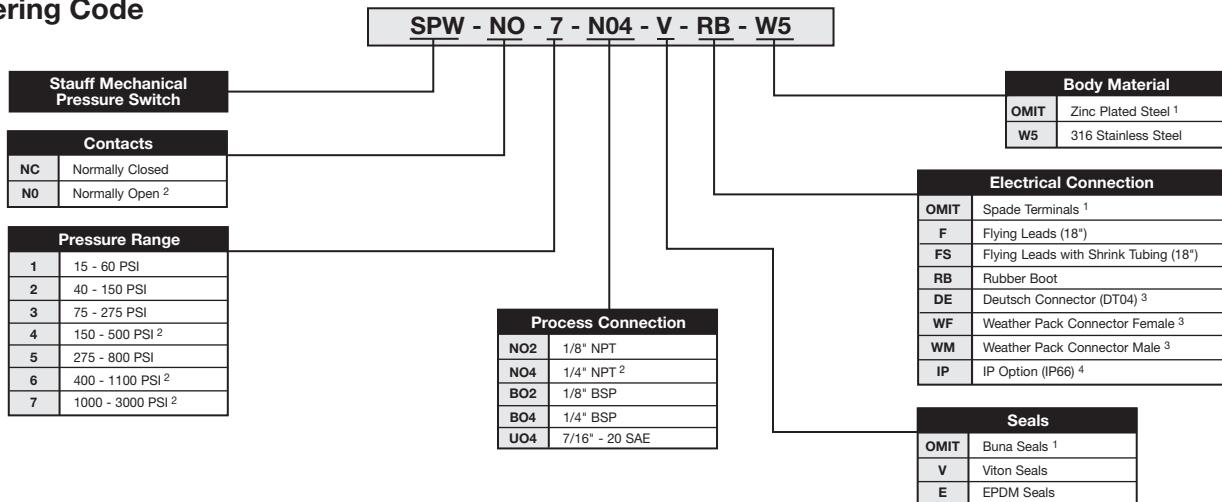 ering Code
SPW - NO - 7 - N04 - V - RB - W5
Stauff Mechanical
Pressure Switch
Contacts
NC Normally Closed
N0 Normally Open 2
Pressure Range
1 15 - 60 PSI
2 40 - 150 PSI
3 75 - 275 PSI
4 150 - 500 PSI 2
5 275 - 800 PSI
6 400 - 1100 PSI 2
7 1000 - 3000 PSI 2
Process Connection
NO2 1/8" NPT
NO4 1/4" NPT 2
BO2 1/8" BSP
BO4 1/4" BSP
UO4 7/16" - 20 SAE
Body Material
OMIT Zinc Plated Steel 1
W5 316 Stainless Steel
Electrical Connection
OMIT Spade Terminals 1
F Flying Leads (18")
FS Flying Leads with Shrink Tubing (18")
RB Rubber Boot
DE Deutsch Connector (DT04) 3
WF Weather Pack Connector Female 3
WM Weather Pack Connector Male 3
IP IP Option (IP66) 4
Seals
OMIT Buna Seals 1
V Viton Seals
E EPDM Seals